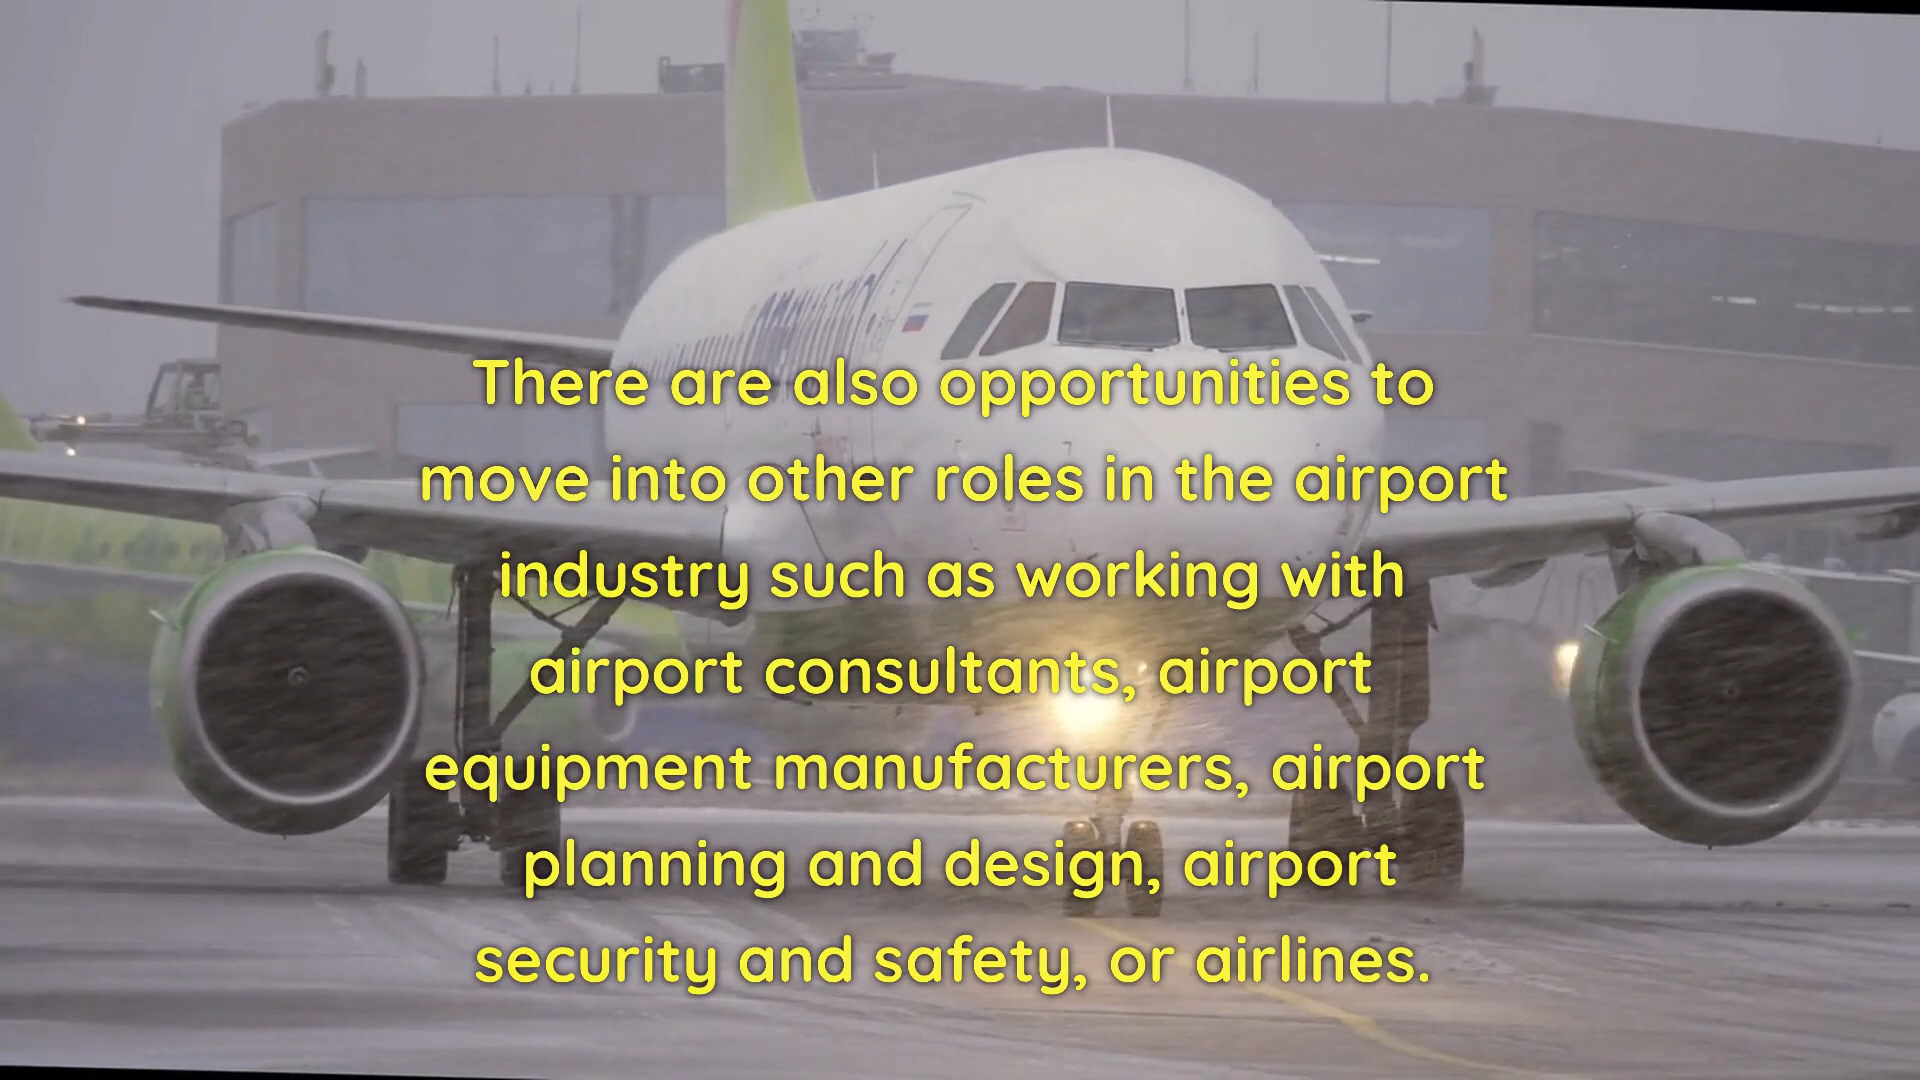 There are also opportunities to
move into other roles in the airport
industry such as working with
airport consultants, airport
equipment manufacturers, airport
planning and design, airport
security and safety, or airlines.